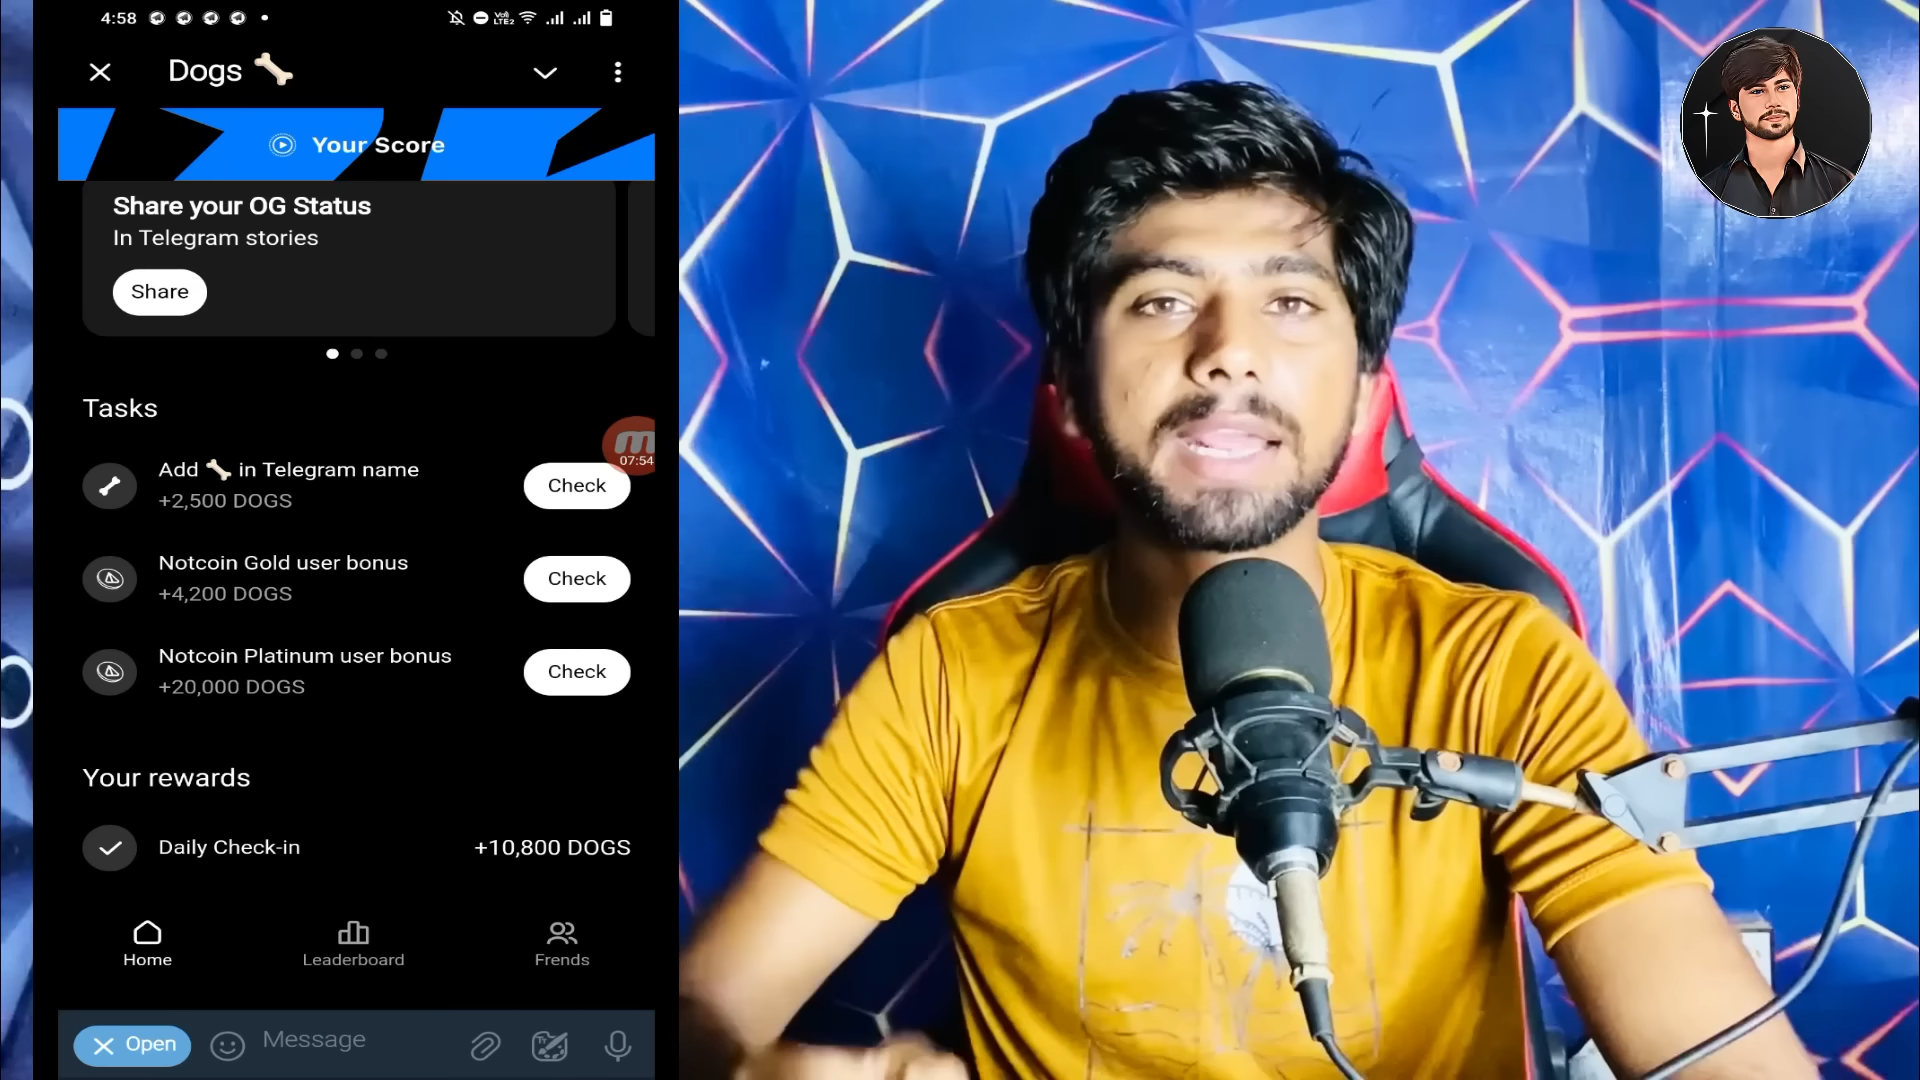 4:58
Dogs 🦴
Your Score
Share your OG Status
In Telegram stories
Share
Tasks
Add 🦴 in Telegram name
+2,500 DOGS
Check
07:54
Notcoin Gold user bonus
+4,200 DOGS
Check
Notcoin Platinum user bonus
+20,000 DOGS
Check
Your rewards
Daily Check-in
+10,800 DOGS
Home
Leaderboard
Frends
Open
Message